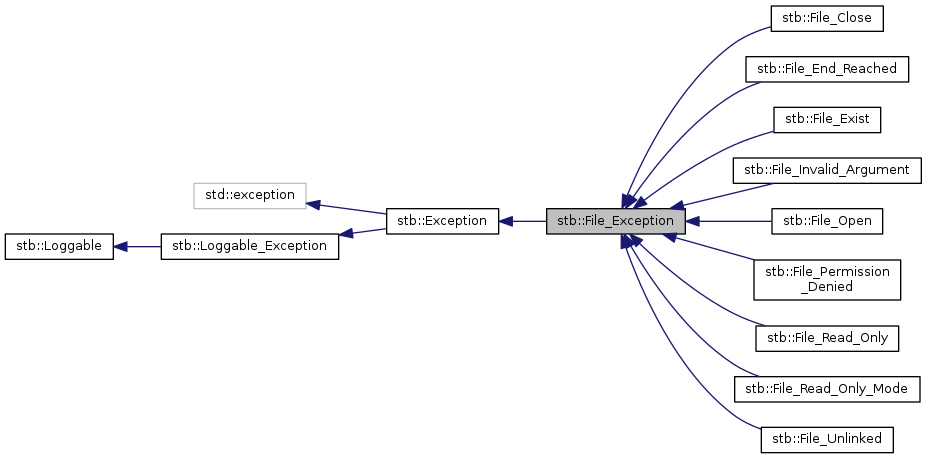 stb::File_Close
stb::File_End_Reached
stb::File_Exist
stb::File_Invalid_Argument
std::exception
stb::Exception
stb::File_Exception
stb::File_Open
stb::Loggable
stb::Loggable_Exception
stb::File_Permission
_Denied
stb::File_Read_Only
stb::File_Read_Only_Mode
stb::File_Unlinked